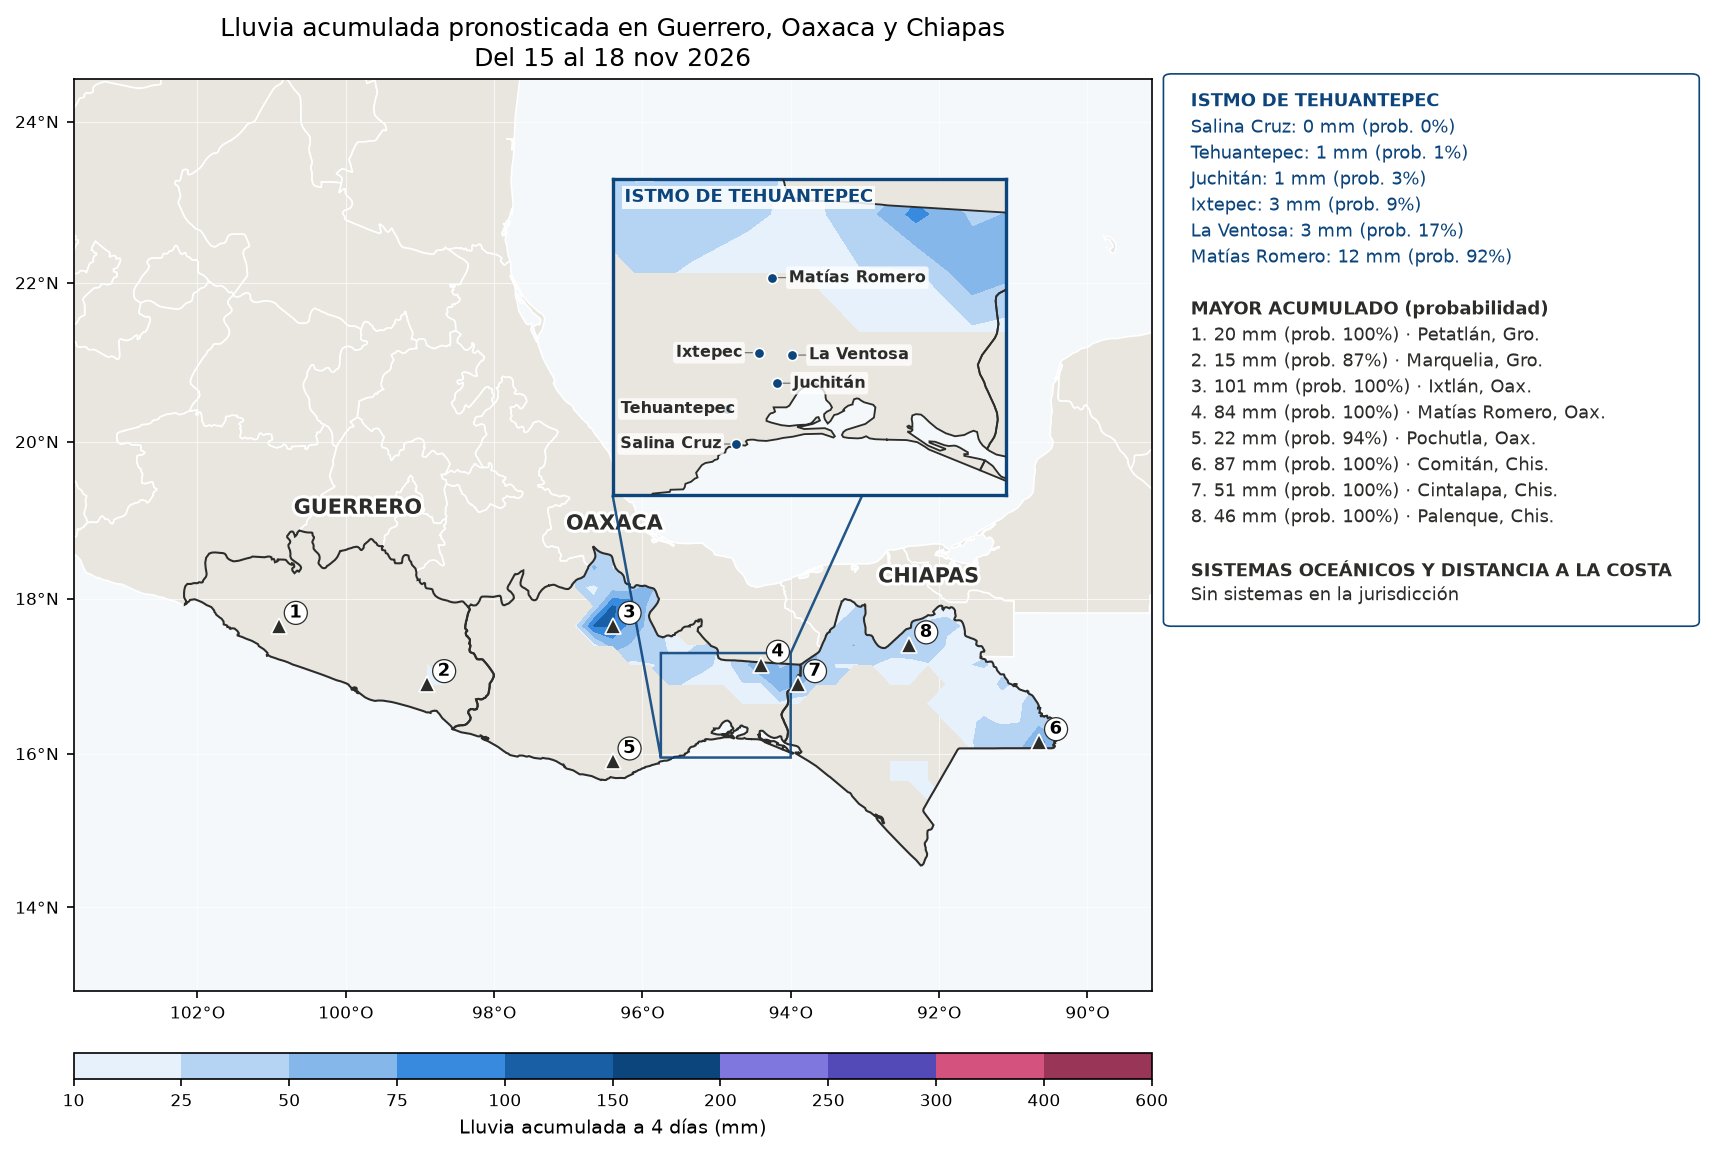 Lluvia acumulada pronosticada en Guerrero, Oaxaca y Chiapas
Del 15 al 18 nov 2026
24°N
22°N
20°N
18°N
16°N
14°N
102°O
100°O
98°O
96°O
94°O
92°O
90°O
ISTMO DE TEHUANTEPEC
Matías Romero
Ixtepec
La Ventosa
Juchitán
Tehuantepec
Salina Cruz
GUERRERO
OAXACA
CHIAPAS
1
2
3
4
5
6
7
8
ISTMO DE TEHUANTEPEC
Salina Cruz: 0 mm (prob. 0%)
Tehuantepec: 1 mm (prob. 1%)
Juchitán: 1 mm (prob. 3%)
Ixtepec: 3 mm (prob. 9%)
La Ventosa: 3 mm (prob. 17%)
Matías Romero: 12 mm (prob. 92%)
MAYOR ACUMULADO (probabilidad)
1. 20 mm (prob. 100%) · Petatlán, Gro.
2. 15 mm (prob. 87%) · Marquelia, Gro.
3. 101 mm (prob. 100%) · Ixtlán, Oax.
4. 84 mm (prob. 100%) · Matías Romero, Oax.
5. 22 mm (prob. 94%) · Pochutla, Oax.
6. 87 mm (prob. 100%) · Comitán, Chis.
7. 51 mm (prob. 100%) · Cintalapa, Chis.
8. 46 mm (prob. 100%) · Palenque, Chis.
SISTEMAS OCEÁNICOS Y DISTANCIA A LA COSTA
Sin sistemas en la jurisdicción
10
25
50
75
100
150
200
250
300
400
600
Lluvia acumulada a 4 días (mm)